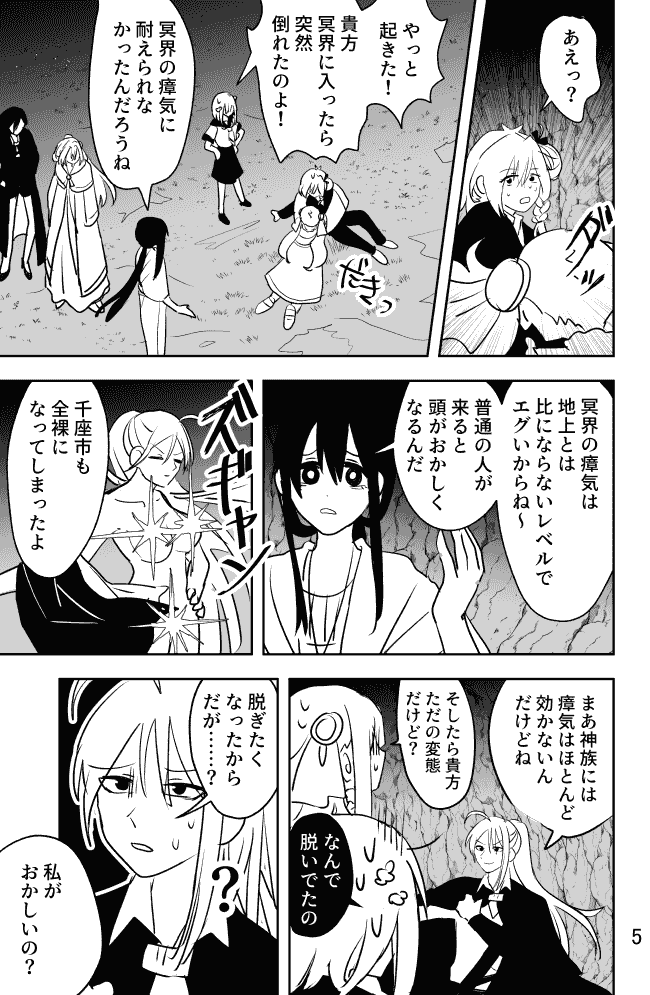 あえっ?
ガバッ
やっと
起きた!
貴方
冥界に入ったら
突然
倒れたのよ!
だきっ
冥界の瘴気に
耐えられな
かったんだろうね
冥界の瘴気は
地上とは
比にならないレベルで
エグいからね〜
普通の人が
来ると
頭がおかしく
なるんだ
ズギャン
千座市も
全裸に
なってしまったよ
まあ神族には
瘴気はほとんど
効かないん
だけどね
そしたら貴方
ただの変態
だけど?
なんで
脱いでたの
脱ぎたく
なったから
だが……?
?
私が
おかしいの?
5